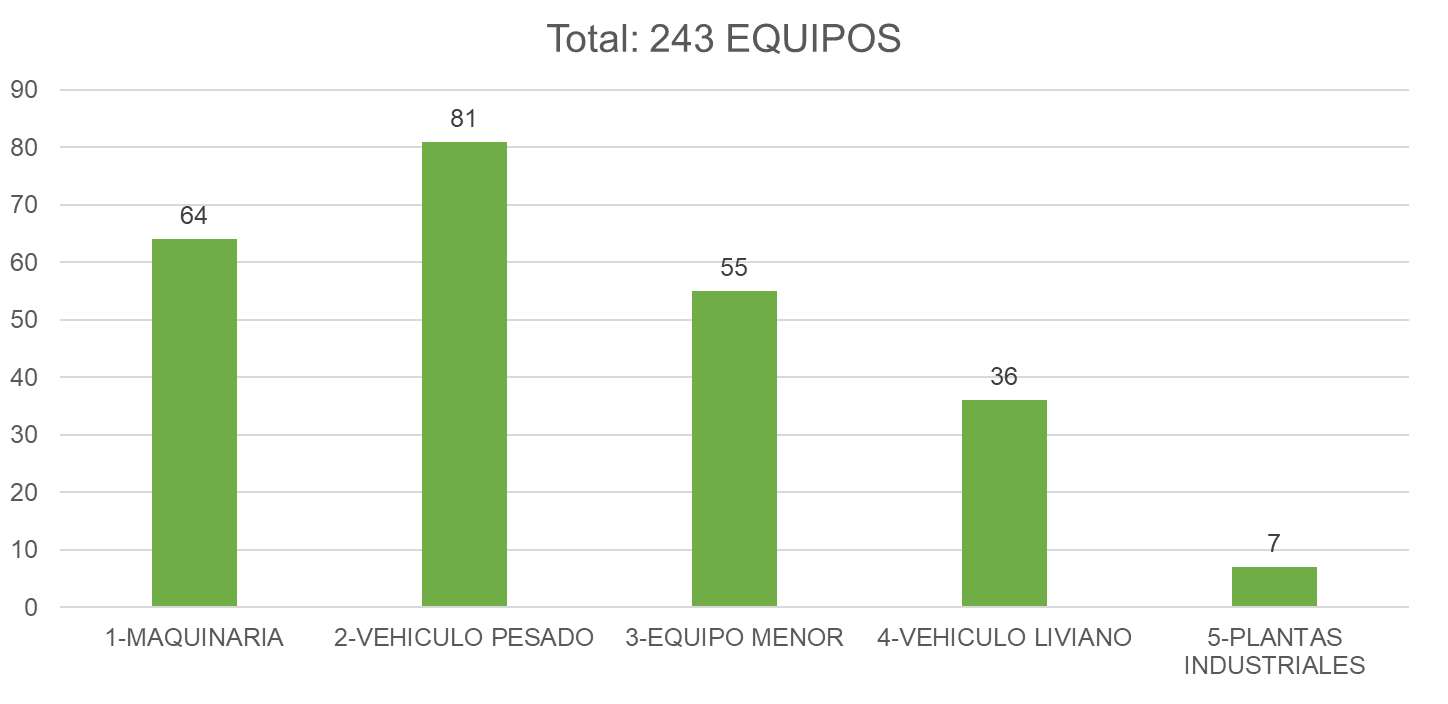 Total: 243 EQUIPOS
90
80
70
60
50
40
30
20
10
0
64
81
55
36
7
1-MAQUINARIA
2-VEHICULO PESADO
3-EQUIPO MENOR
4-VEHICULO LIVIANO
5-PLANTAS
INDUSTRIALES